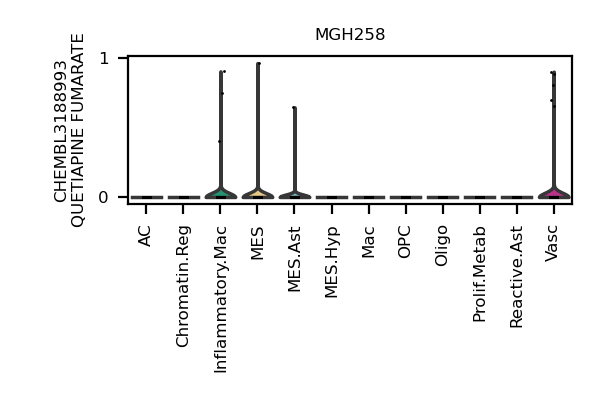 MGH258
CHEMBL3188993
QUETIAPINE FUMARATE
1
0
AC
Chromatin.Reg
Inflammatory.Mac
MES
MES.Ast
MES.Hyp
Mac
OPC
Oligo
Prolif.Metab
Reactive.Ast
Vasc